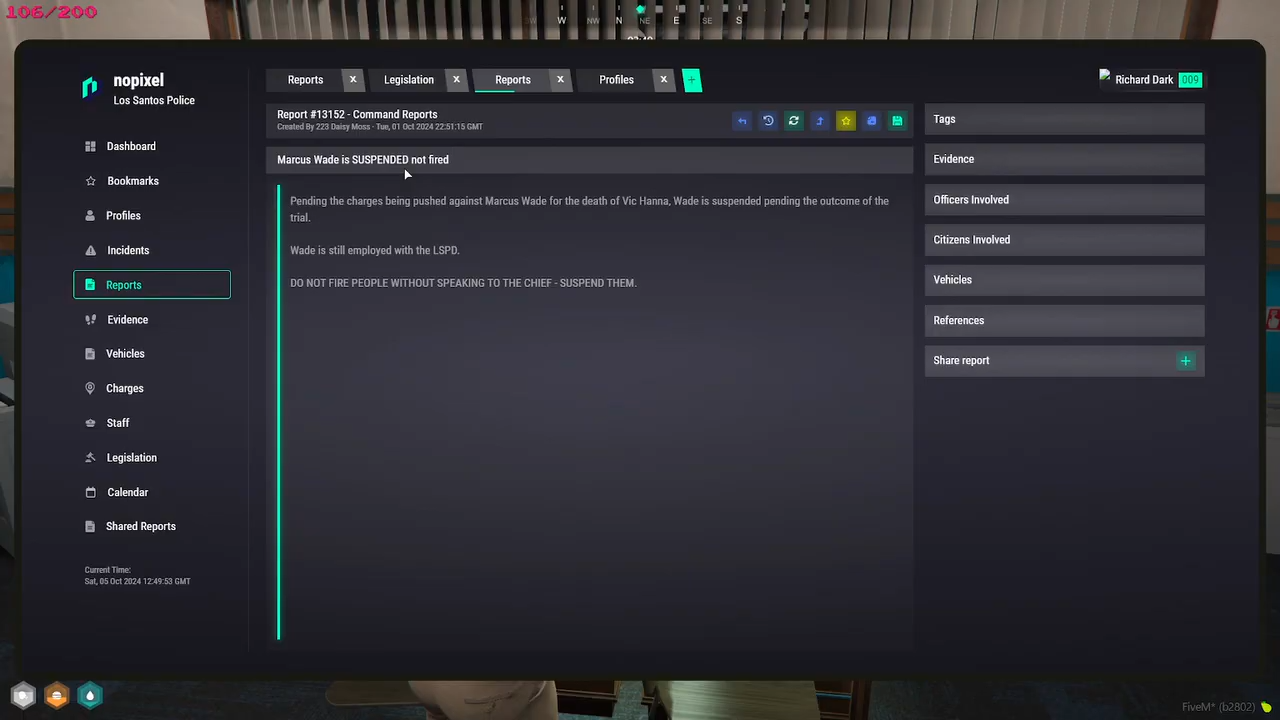 106/200
SW W NW N NE E SE S
nopixel
Los Santos Police
Reports x Legislation x Reports x Profiles x +
Richard Dark 009
Dashboard
Bookmarks
Profiles
Incidents
Reports
Evidence
Vehicles
Charges
Staff
Legislation
Calendar
Shared Reports
Current Time:
Sat, 05 Oct 2024 12:49:53 GMT
Report #13152 - Command Reports
Created By 223 Daisy Moss - Tue, 01 Oct 2024 22:51:15 GMT
Marcus Wade is SUSPENDED not fired
Pending the charges being pushed against Marcus Wade for the death of Vic Hanna, Wade is suspended pending the outcome of the
trial.
Wade is still employed with the LSPD.
DO NOT FIRE PEOPLE WITHOUT SPEAKING TO THE CHIEF - SUSPEND THEM.
Tags
Evidence
Officers Involved
Citizens Involved
Vehicles
References
Share report +
FiveM* (b2802)